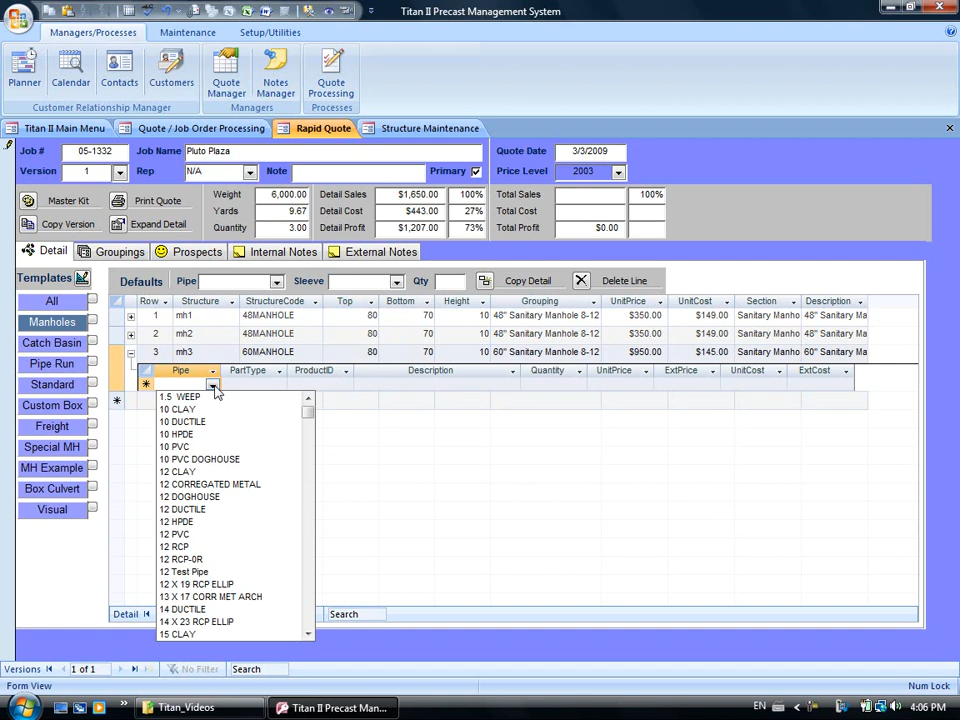 Titan II Precast Management System
Managers/Processes Maintenance Setup/Utilities
Planner Calendar Contacts Customers Quote Manager Notes Manager Quote Processing
Customer Relationship Manager Managers Processes
Titan II Main Menu Quote / Job Order Processing Rapid Quote Structure Maintenance
Job # 05-1332 Job Name Pluto Plaza Quote Date 3/3/2009
Version 1 Rep N/A Note Primary Price Level 2003
Master Kit Print Quote Weight 6,000.00 Detail Sales $1,650.00 100% Total Sales 100%
Yards 9.67 Detail Cost $443.00 27% Total Cost
Copy Version Expand Detail Quantity 3.00 Detail Profit $1,207.00 73% Total Profit $0.00
Detail Groupings Prospects Internal Notes External Notes
Templates Defaults Pipe Sleeve Qty Copy Detail Delete Line
All Row Structure StructureCode Top Bottom Height Grouping UnitPrice UnitCost Section Description
1 mh1 48MANHOLE 80 70 10 48" Sanitary Manhole 8-12 $350.00 $149.00 Sanitary Manho 48" Sanitary Ma
Manholes
2 mh2 48MANHOLE 80 70 10 48" Sanitary Manhole 8-12 $350.00 $149.00 Sanitary Manho 48" Sanitary Ma
Catch Basin
3 mh3 60MANHOLE 80 70 10 60" Sanitary Manhole 8-12 $950.00 $145.00 Sanitary Manho 60" Sanitary Ma
Pipe Run
Pipe PartType ProductID Description Quantity UnitPrice ExtPrice UnitCost ExtCost
Standard
Custom Box
Freight
Special MH
MH Example
Box Culvert
Visual
1.5 WEEP
10 CLAY
10 DUCTILE
10 HPDE
10 PVC
10 PVC DOGHOUSE
12 CLAY
12 CORREGATED METAL
12 DOGHOUSE
12 DUCTILE
12 HPDE
12 PVC
12 RCP
12 RCP-0R
12 Test Pipe
12 X 19 RCP ELLIP
13 X 17 CORR MET ARCH
14 DUCTILE
14 X 23 RCP ELLIP
15 CLAY
Detail Search
Versions 1 of 1 No Filter Search
Form View Num Lock
Titan_Videos Titan II Precast Man... EN 4:06 PM